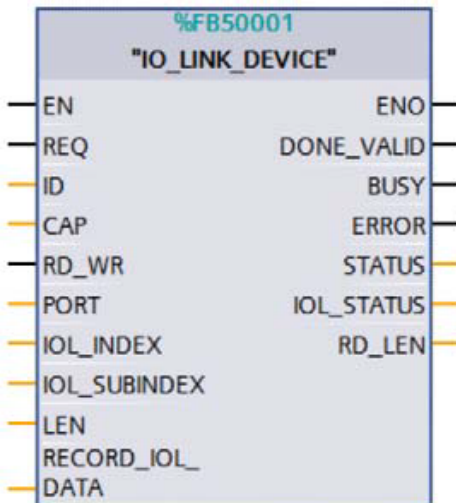 %FB50001
"IO_LINK_DEVICE"
EN ENO
REQ DONE_VALID
ID BUSY
CAP ERROR
RD_WR STATUS
PORT IOL_STATUS
IOL_INDEX RD_LEN
IOL_SUBINDEX
LEN
RECORD_IOL_
DATA